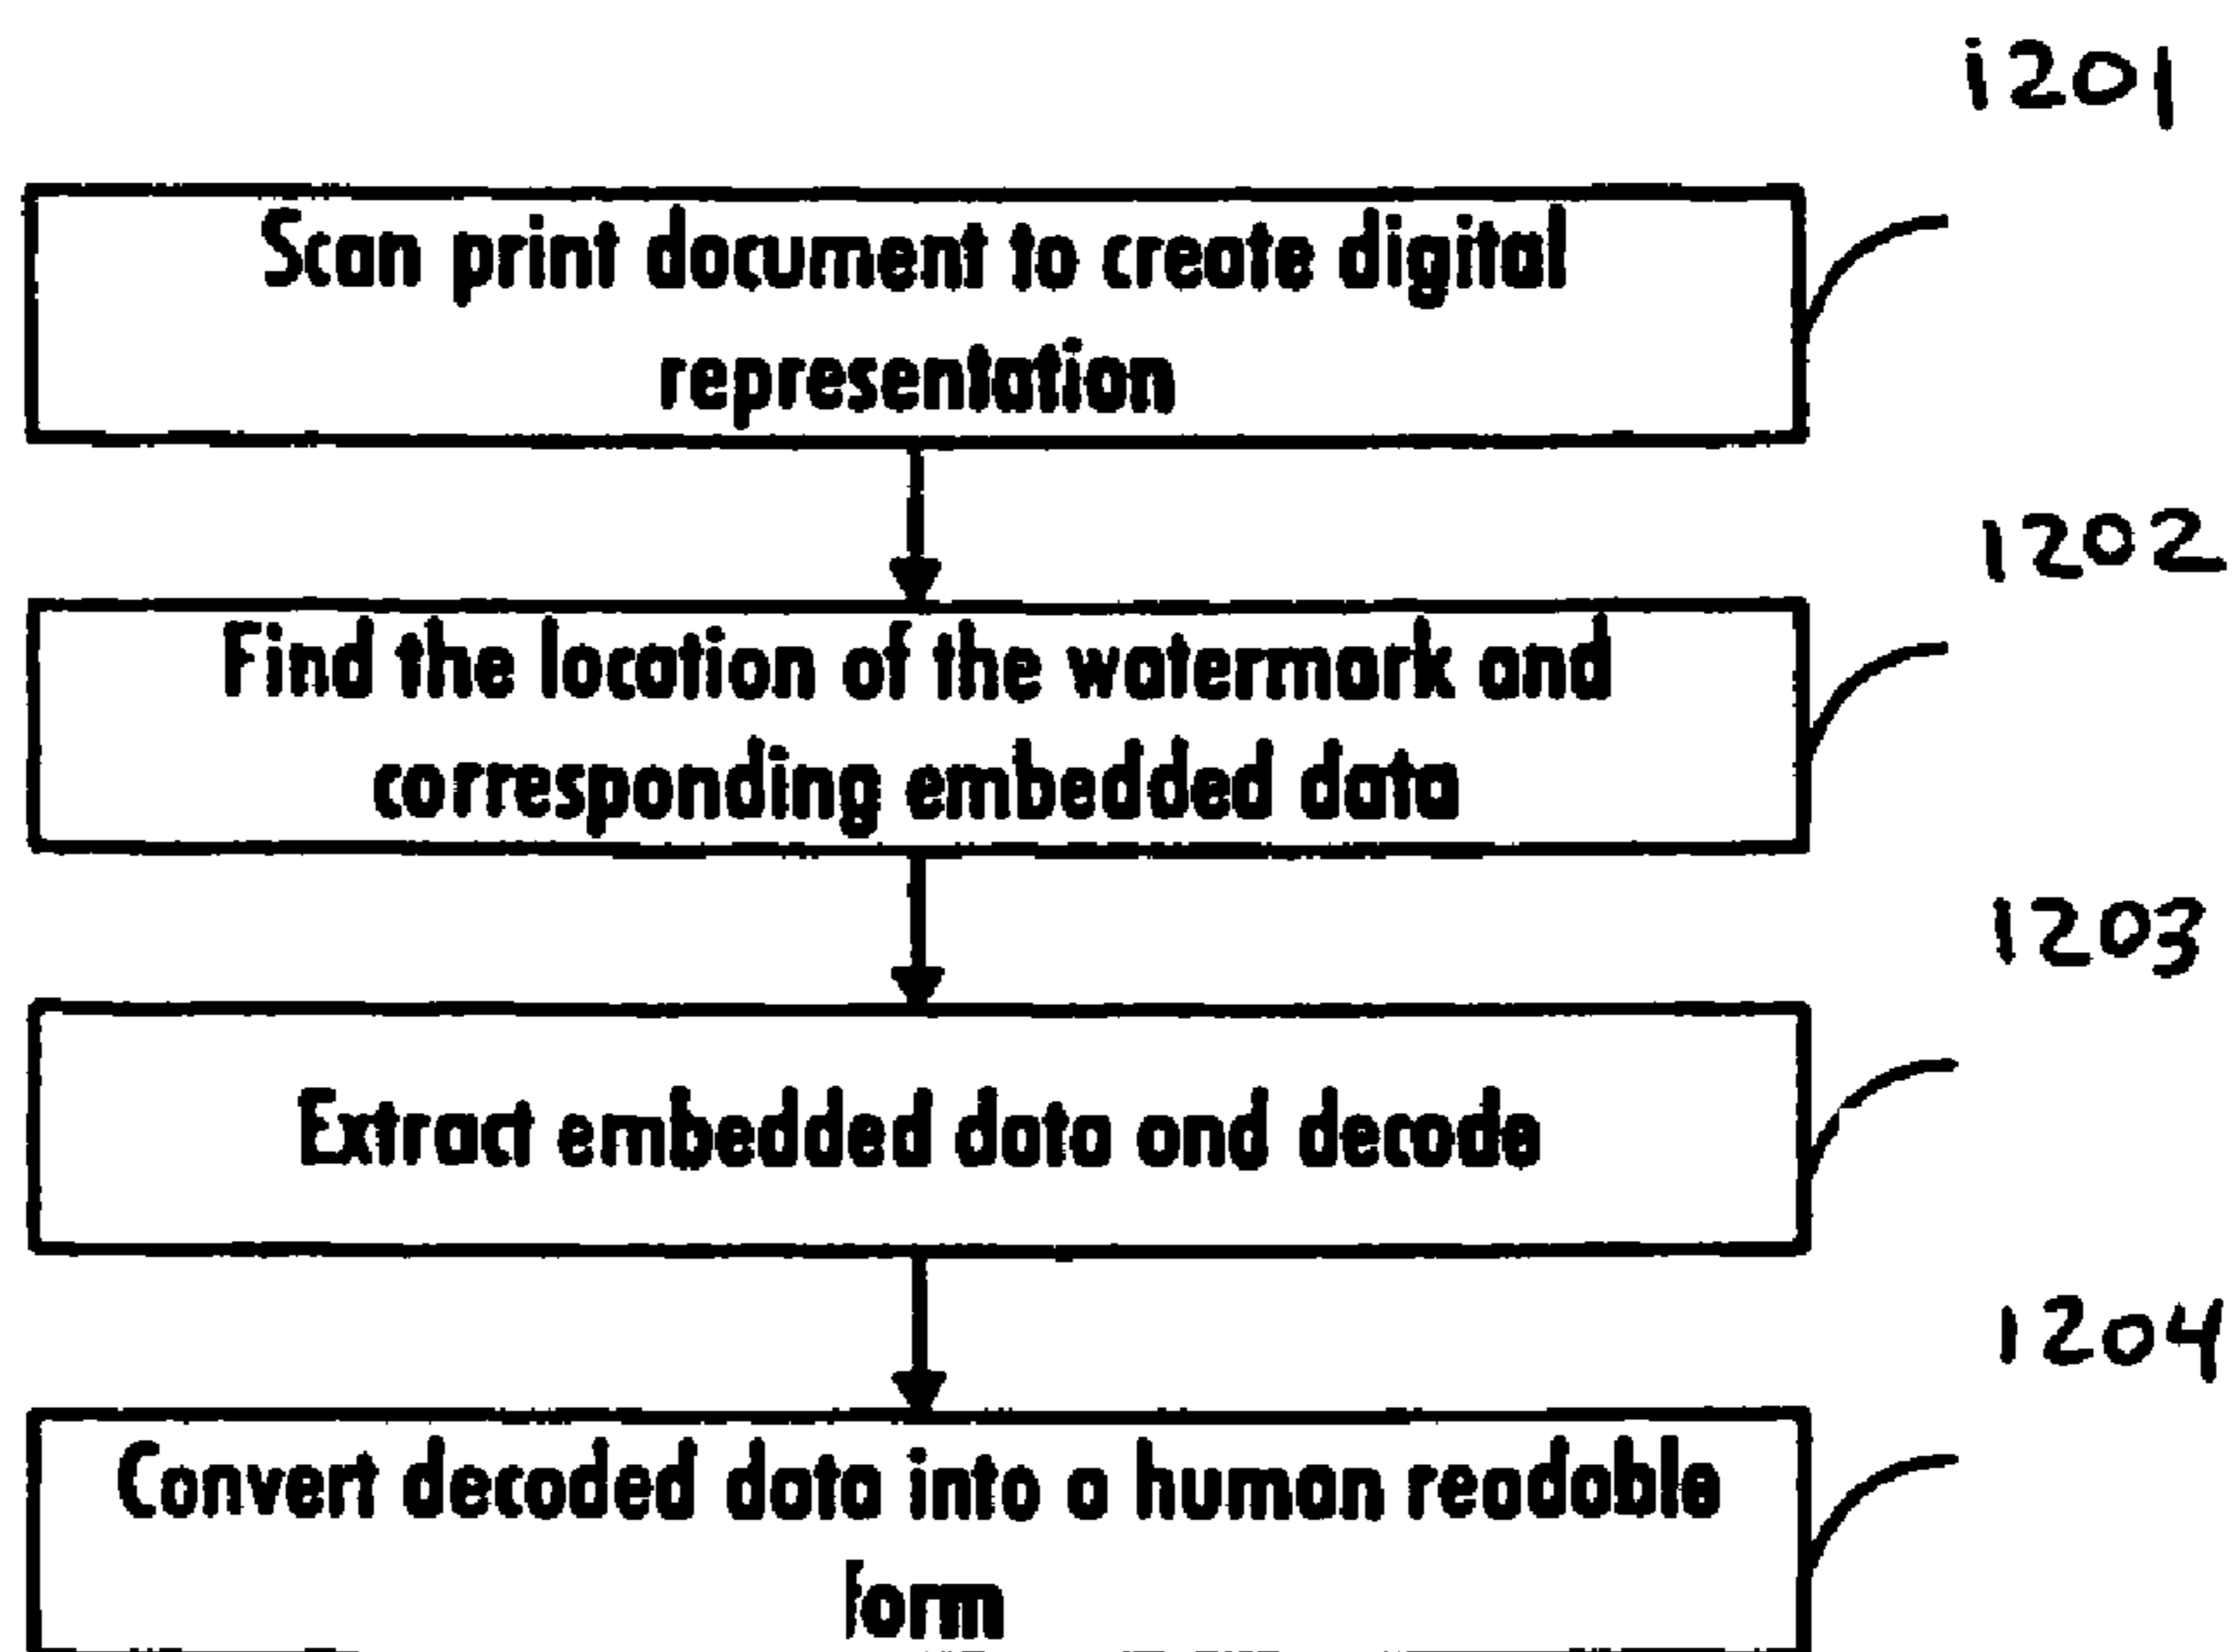 1201
Scan print document to create digital
representation
1202
Find the location of the watermark and
corresponding embedded data
1203
Extract embedded data and decode
1204
Convert decoded data into a human readable
form